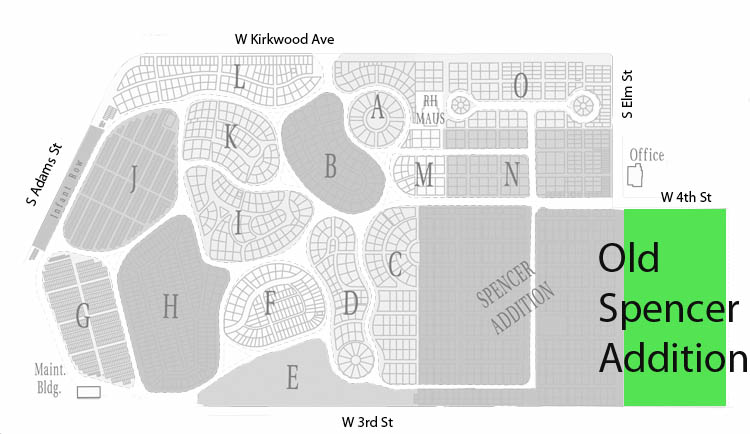 W Kirkwood Ave
L
A
O
S Elm St
RH
MAUS
K
B
J
Infant Row
S Adams St
M
N
Office
W 4th St
I
C
SPENCER
ADDITION
Old
Spencer
Addition
G
H
F
D
Maint.
Bldg.
E
W 3rd St